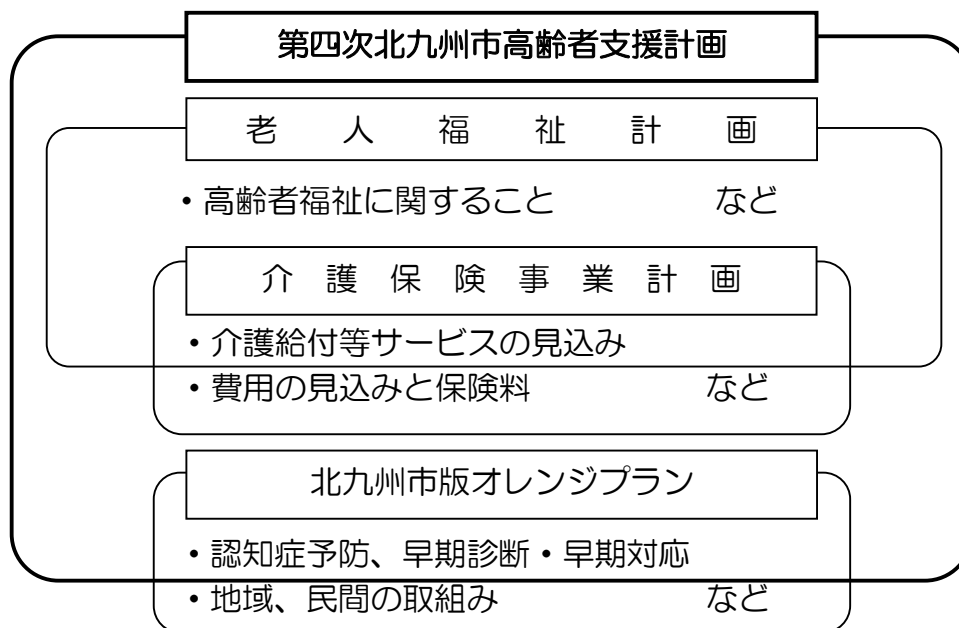 第四次北九州市高齢者支援計画
老人福祉計画
・高齢者福祉に関すること など
介護保険事業計画
・介護給付等サービスの見込み
・費用の見込みと保険料 など
北九州市版オレンジプラン
・認知症予防、早期診断・早期対応
・地域、民間の取組み など